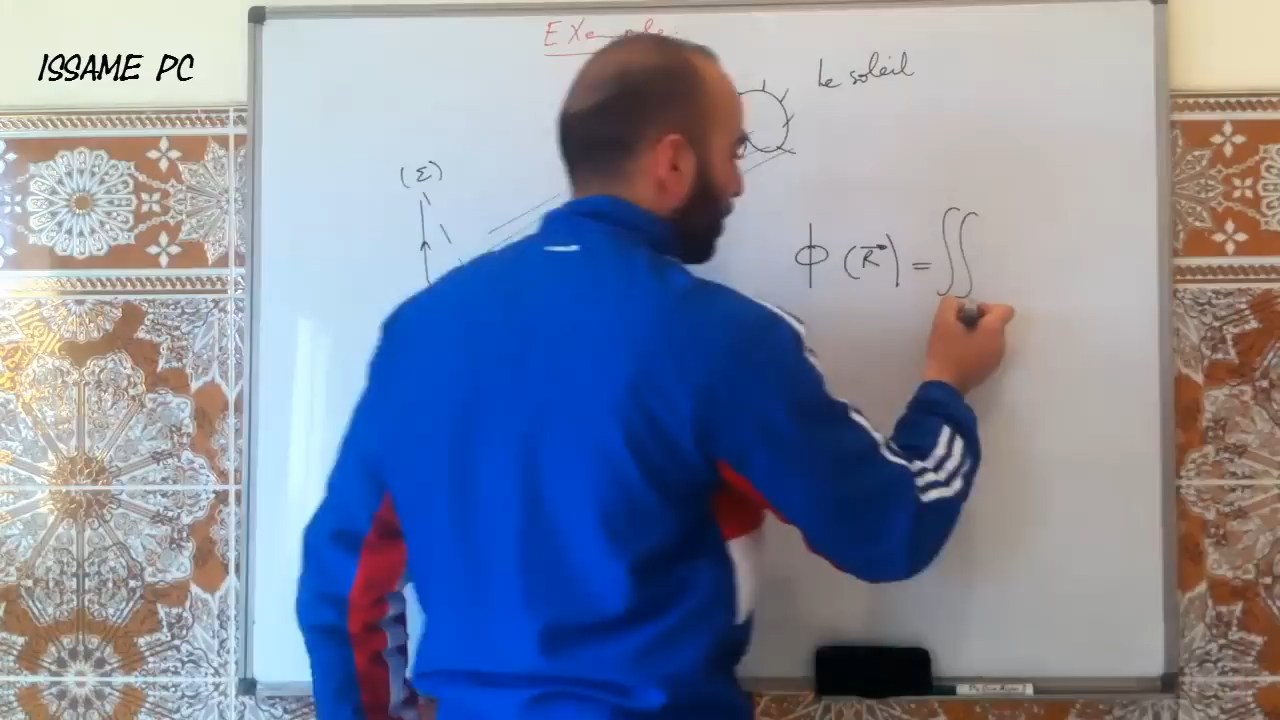 ISSAME PC
Le soleil
(Σ)
ϕ (R⃗) = ∬